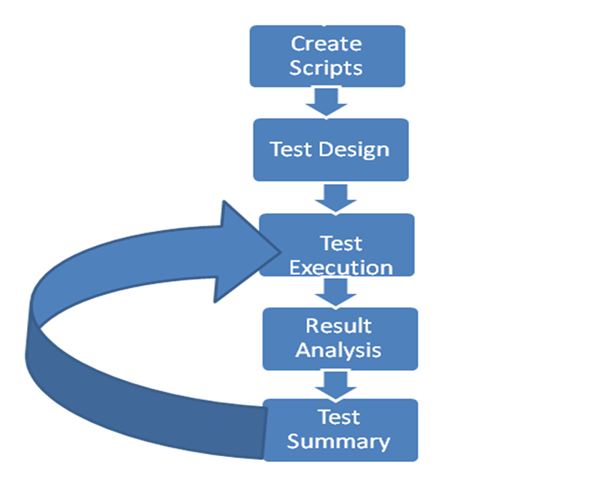 Create
Scripts
Test Design
Test
Execution
Result
Analysis
Test
Summary